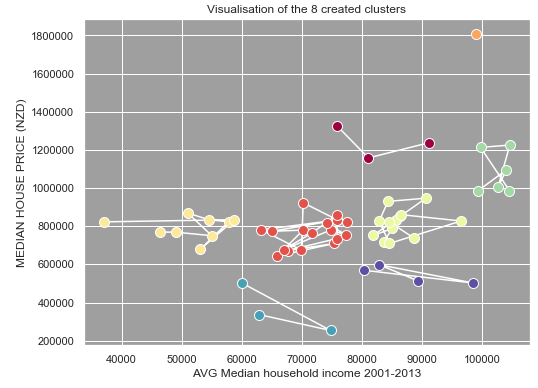 Visualisation of the 8 created clusters
MEDIAN HOUSE PRICE (NZD)
1800000
1600000
1400000
1200000
1000000
800000
600000
400000
200000
40000 50000 60000 70000 80000 90000 100000
AVG Median household income 2001-2013